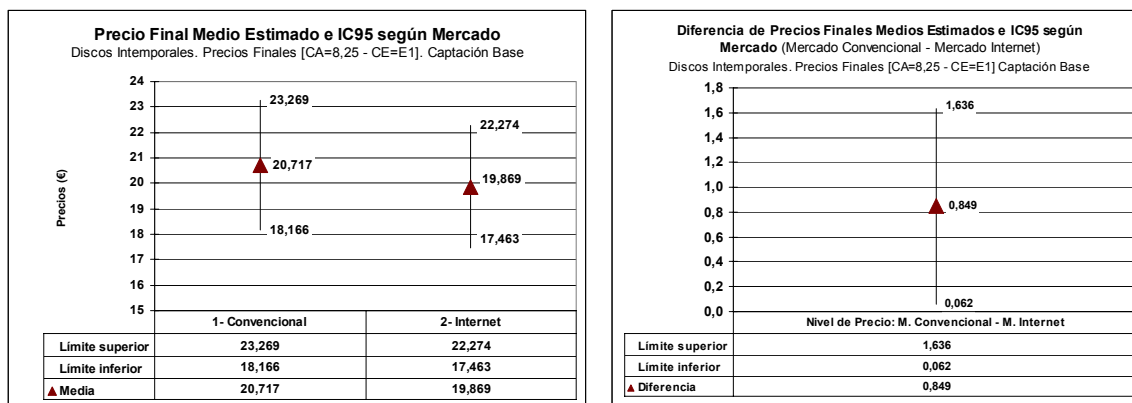 Precio Final Medio Estimado e IC95 según Mercado
Discos Intemporales. Precios Finales [CA=8,25 - CE=E1]. Captación Base
Precios (€)
24
23
22
21
20
19
18
17
16
15
23,269
20,717
18,166
22,274
19,869
17,463
1- Convencional 2- Internet
Límite superior 23,269 22,274
Límite inferior 18,166 17,463
Media 20,717 19,869
Diferencia de Precios Finales Medios Estimados e IC95 según
Mercado (Mercado Convencional - Mercado Internet)
Discos Intemporales. Precios Finales [CA=8,25 - CE=E1] Captación Base
1,8
1,6
1,4
1,2
1,0
0,8
0,6
0,4
0,2
0,0
1,636
0,849
0,062
Nivel de Precio: M. Convencional - M. Internet
Límite superior 1,636
Límite inferior 0,062
Diferencia 0,849